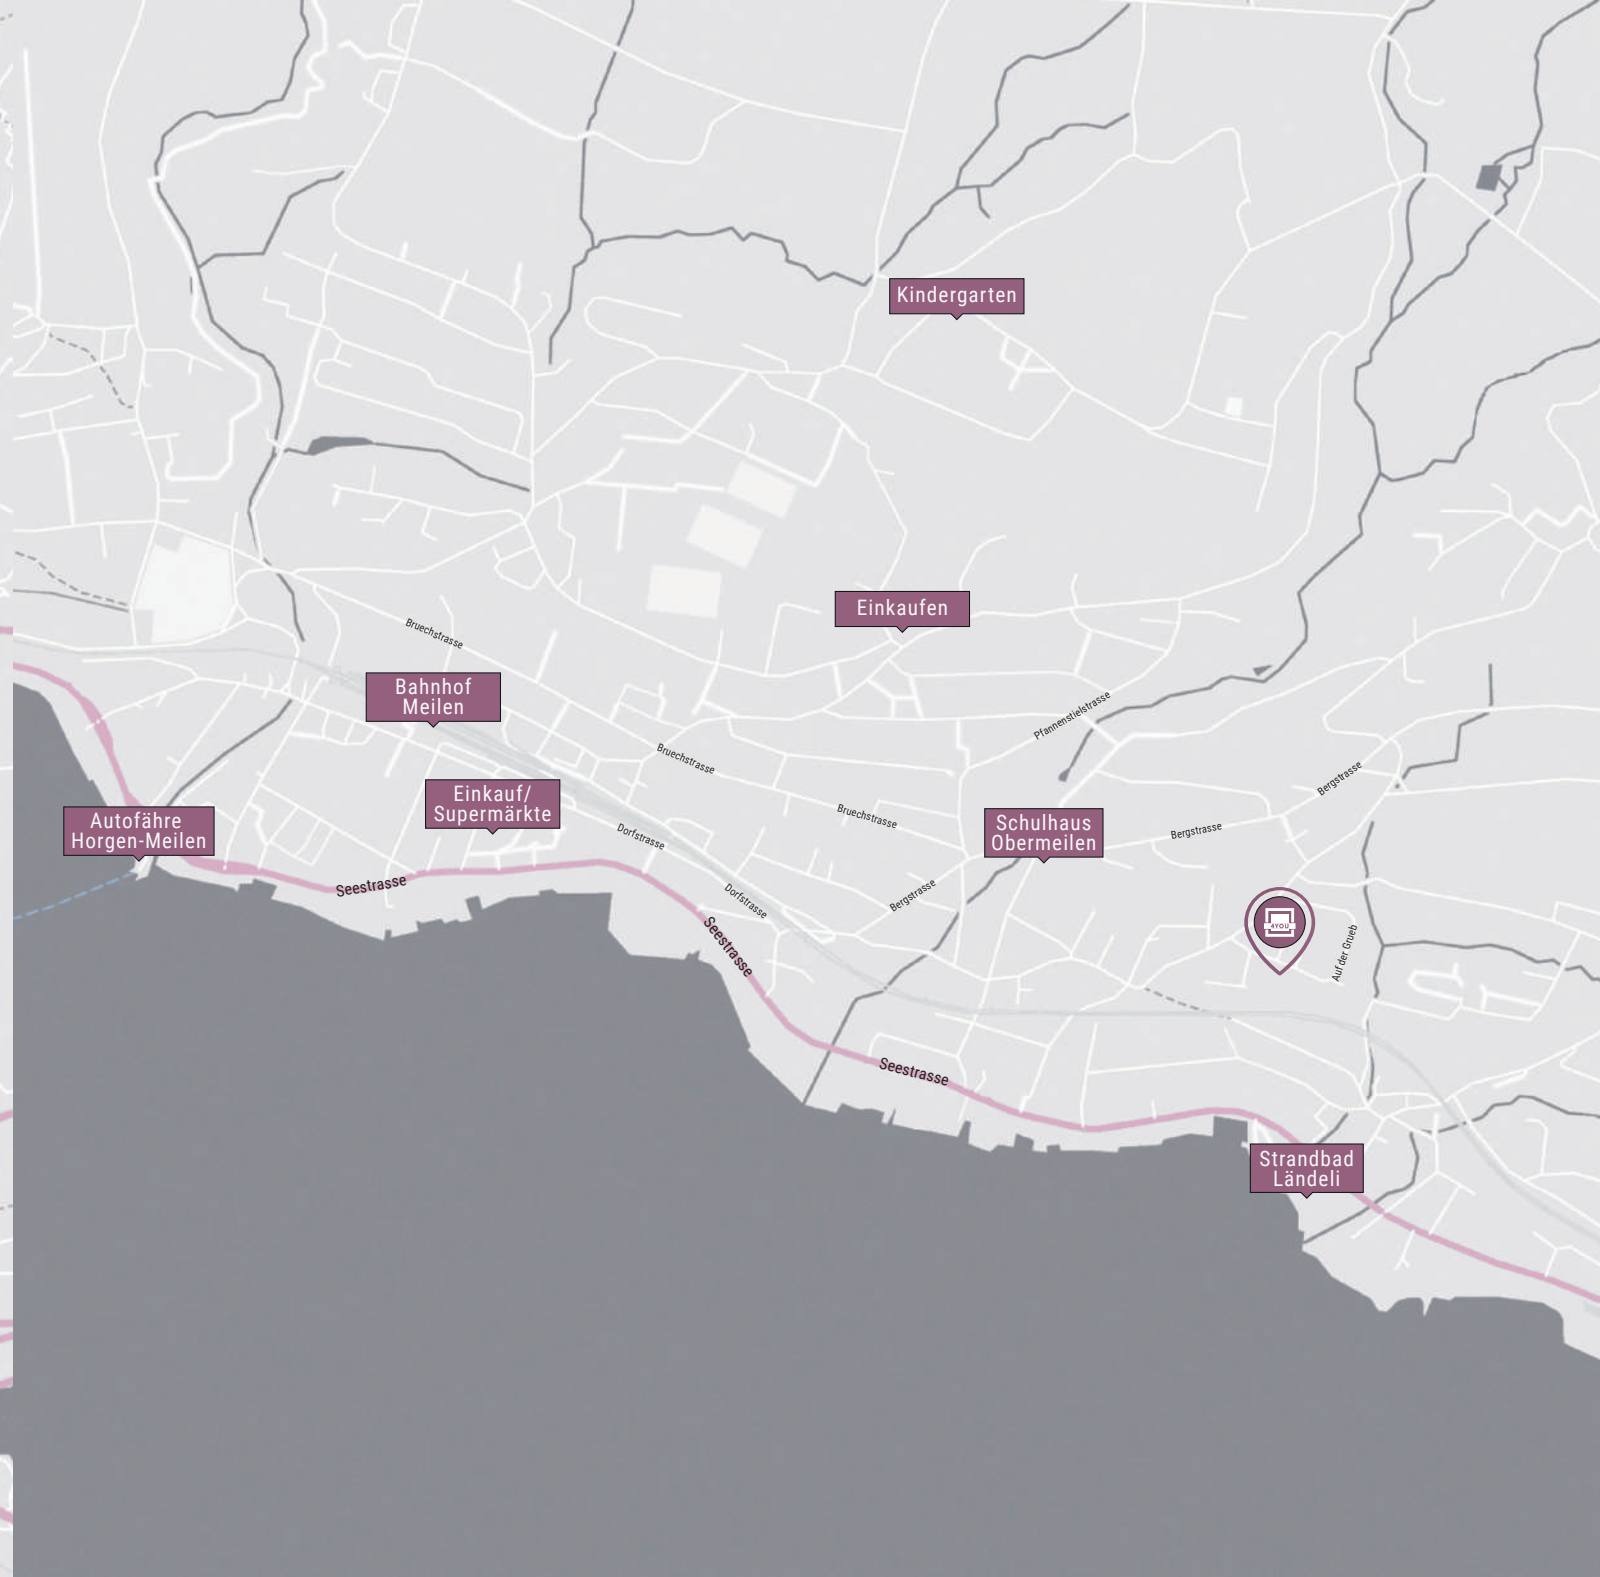 Kindergarten
Einkaufen
Bruechstrasse
Bahnhof
Meilen
Pfannenstielstrasse
Bruechstrasse
Bergstrasse
Einkauf/
Supermärkte
Bruechstrasse
Autofähre
Horgen-Meilen
Dorfstrasse
Schulhaus
Obermeilen
Bergstrasse
Seestrasse
Dorfstrasse
Bergstrasse
4YOU
Seestrasse
Auf der Grueb
Seestrasse
Strandbad
Ländeli